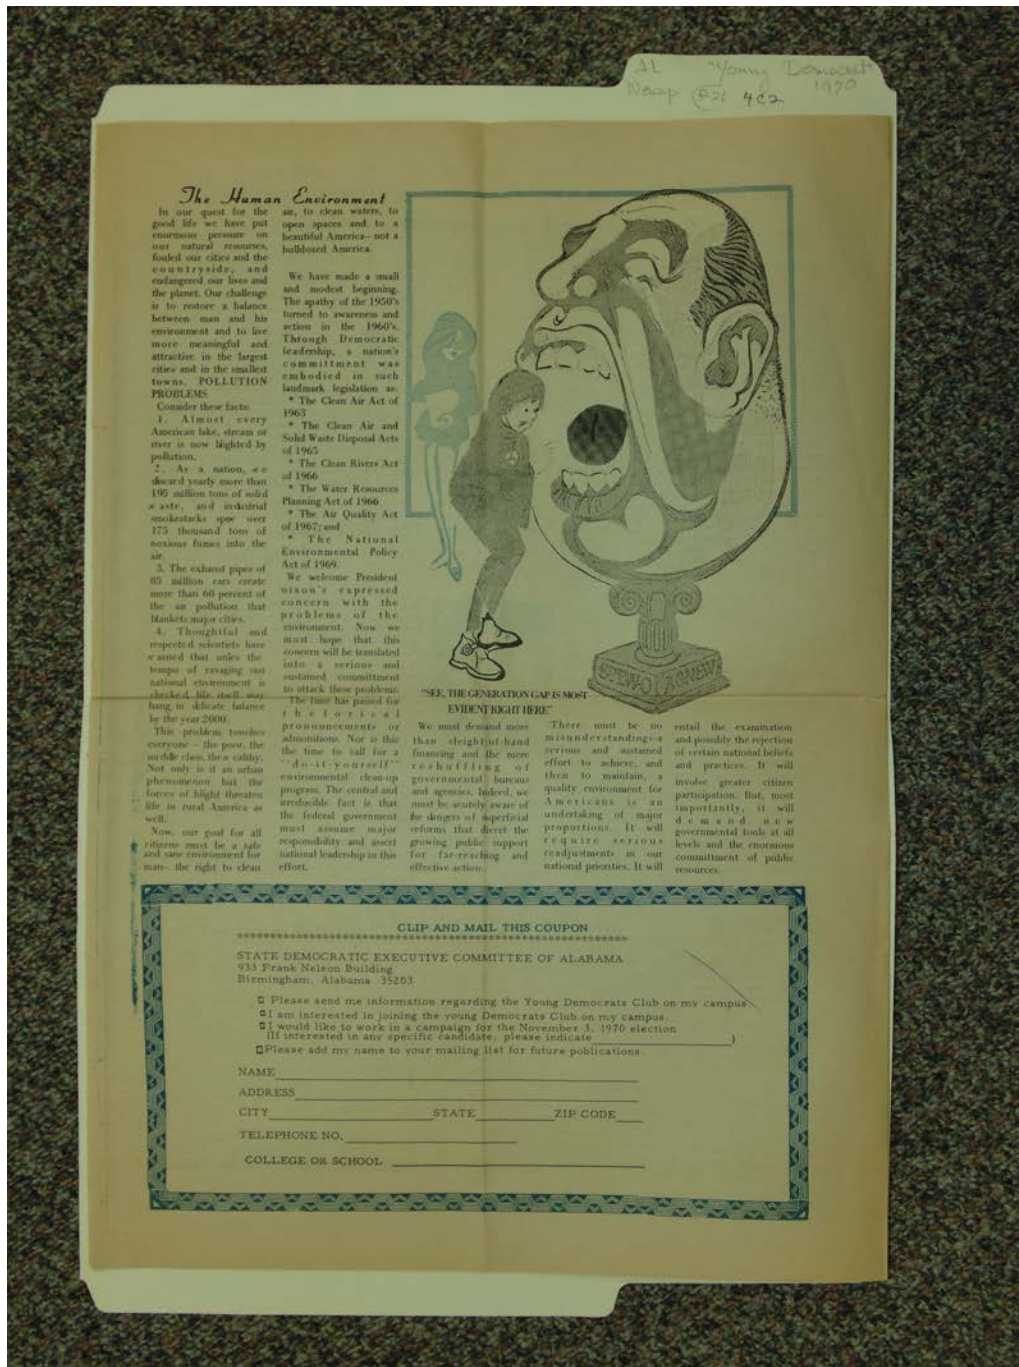 AL "Young Democrat"
Newsp 1970
4C2
The Human Environment
In our quest for the
good life we have put
enormous pressure on
our natural resourses,
fouled our cities and the
countryside, and
endangered our lives and
the planet. Our challenge
is to restore a balance
between man and his
environment and to live
more meaningful and
attractive in the largest
cities and in the smallest
towns. POLLUTION
PROBLEMS
Consider these facts:
1. Almost every
American lake, stream or
river is now blighted by
pollution.
2. As a nation, we
discard yearly more than
195 million tons of solid
waste, and industrial
smokestacks spue over
175 thousand tons of
noxious fumes into the
air.
3. The exhaust pipes of
85 million cars create
more than 60 percent of
the air pollution that
blankets major cities.
4. Thoughtful and
respected scientists have
warned that unles the
tempo of ravaging our
national environment is
checked, life itself may
hang in delicate balance
by the year 2000.
This problem touches
everyone - the poor, the
middle class, the wealthy.
Not only is it an urban
phenomenon but the
forces of blight threaten
life in rural America as
well.
Now, our goal for all
citizens must be a safe
and sane environment for
man- the right to clean
air, to clean waters, to
open spaces and to a
beautiful America- not a
bulldosed America.
We have made a small
and modest beginning.
The apathy of the 1950's
turned to awareness and
action in the 1960's.
Through Democratic
leadership, a nation's
committment was
embodied in such
landmark legislation as:
* The Clean Air Act of
1963
* The Clean Air and
Solid Waste Disposal Acts
of 1965
* The Clean Rivers Act
of 1966
* The Water Resources
Planning Act of 1966
* The Air Quality Act
of 1967; and
* The National
Environmental Policy
Act of 1969.
We welcome President
nixon's expressed
concern with the
problems of the
environment. Now we
must hope that this
concern will be translated
into a serious and
sustained committment
to attack these problems.
The time has passed for
rhetorical
pronouncements or
admonitions. Nor is this
the time to call for a
"do-it-yourself"
environmental clean-up
program. The central and
irreducible fact is that
the federal government
must assume major
responsibility and assert
national leadership in this
effort.
SPIRO AGNEW
"SEE, THE GENERATION GAP IS MOST
EVIDENT RIGHT HERE"
We must demand more
than sleight-of-hand
financing and the mere
reshuffling of
governmental bureaus
and agencies. Indeed, we
must be acutely aware of
the dangers of superficial
reforms that divert the
growing public support
for far-reaching and
effective action.
There must be no
misunderstandings-a
serious and sustained
effort to achieve, and
then to maintain, a
quality environment for
Americans is an
undertaking of major
proportions. It will
require serious
readjustments in our
national priorities. It will
entail the examination
and possibly the rejection
of certain national beliefs
and practices. It will
involve greater citizen
participation. But, most
importantly, it will
demand new
governmental tools at all
levels and the enormous
committment of public
resources.
CLIP AND MAIL THIS COUPON
STATE DEMOCRATIC EXECUTIVE COMMITTEE OF ALABAMA
933 Frank Nelson Building
Birmingham, Alabama 35203
Please send me information regarding the Young Democrats Club on my campus
I am interested in joining the young Democrats Club on my campus.
I would like to work in a campaign for the November 3, 1970 election
(If interested in any specific candidate, please indicate )
Please add my name to your mailing list for future publications.
NAME
ADDRESS
CITY STATE ZIP CODE
TELEPHONE NO.
COLLEGE OR SCHOOL